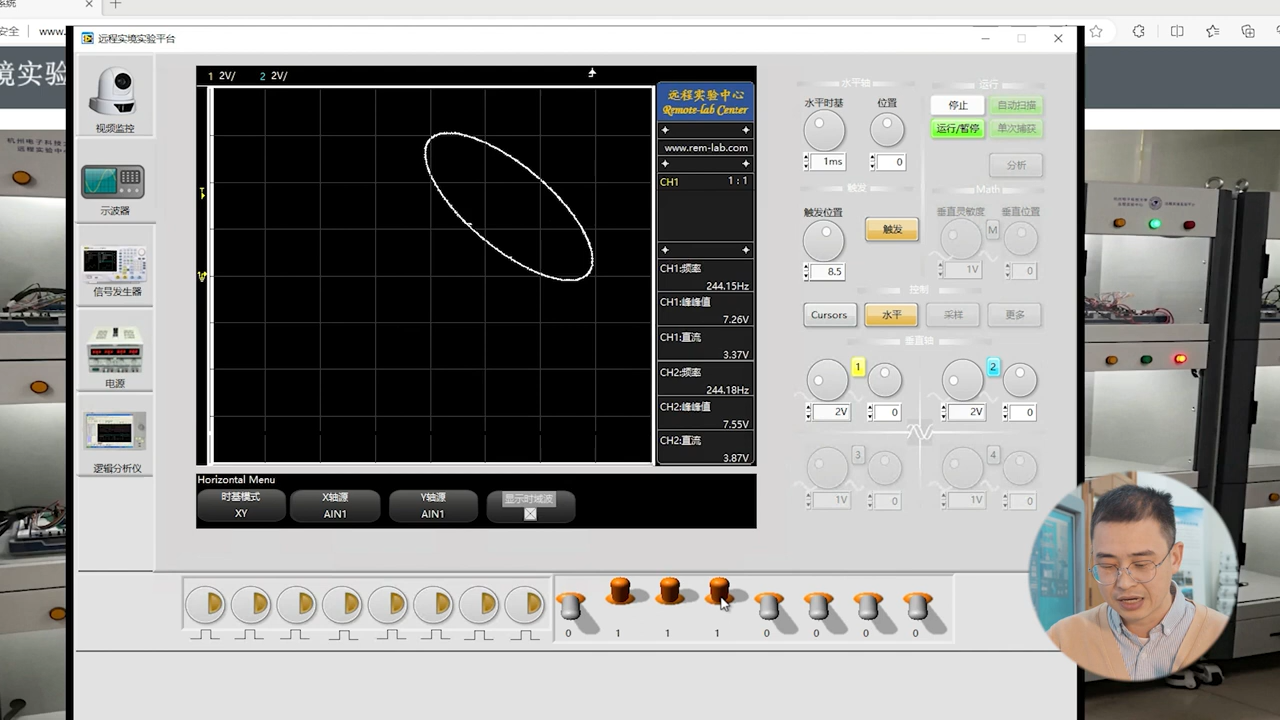 系统
安全 www.
境实验
远程实境实验平台
视频监控
示波器
信号发生器
电源
逻辑分析仪
1 2V/ 2 2V/
远程实验中心
Remote-lab Center
www.rem-lab.com
CH1 1 : 1
CH1:频率
244.15Hz
CH1:峰峰值
7.26V
CH1:直流
3.37V
CH2:频率
244.18Hz
CH2:峰峰值
7.55V
CH2:直流
3.87V
Horizontal Menu
时基模式
XY
X轴源
AIN1
Y轴源
AIN1
显示时域波
水平轴
水平时基 位置
1ms 0
运行
停止 自动扫描
运行/暂停 单次捕获
分析
触发
触发位置
触发
8.5
Math
垂直灵敏度 垂直位置
M
1V 0
控制
Cursors 水平 采样 更多
垂直轴
1 2
2V 0 2V 0
3 4
1V 0 1V 0
0 1 1 1 0 0 0 0